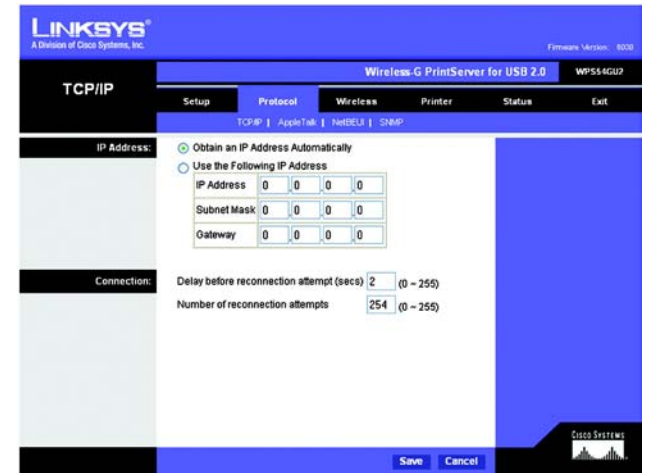 LINKSYS®
A Division of Cisco Systems, Inc.
Firmware Version: 6030
Wireless-G PrintServer for USB 2.0 WPS54GU2
TCP/IP
Setup Protocol Wireless Printer Status Exit
TCP/IP | AppleTalk | NetBEUI | SNMP
IP Address:
Obtain an IP Address Automatically
Use the Following IP Address
IP Address 0 .0 .0 .0
Subnet Mask 0 .0 .0 .0
Gateway 0 .0 .0 .0
Connection:
Delay before reconnection attempt (secs) 2 (0 ~ 255)
Number of reconnection attempts 254 (0 ~ 255)
CISCO SYSTEMS
Save Cancel